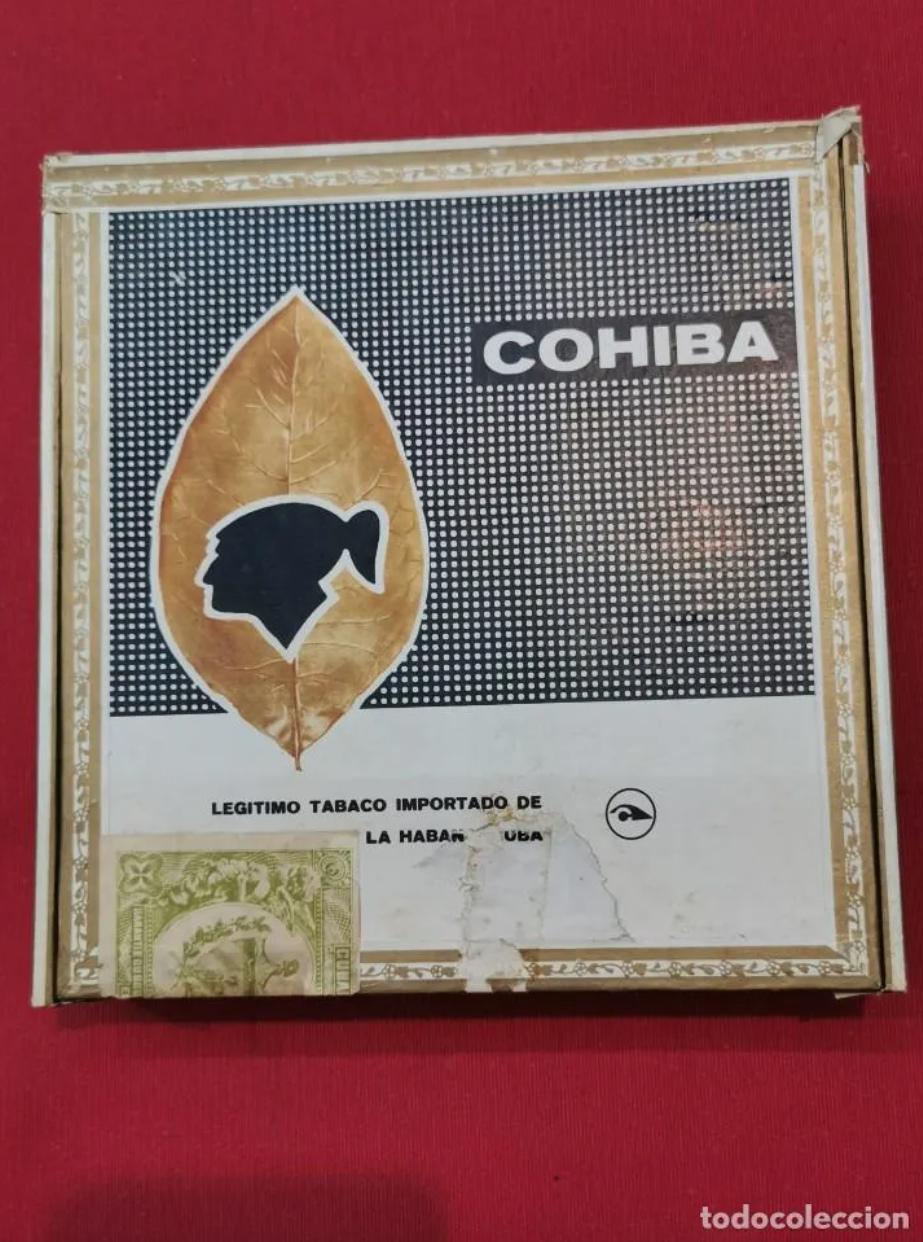 COHIBA
LEGITIMO TABACO IMPORTADO DE
LA HABAN UBA
todocoleccion